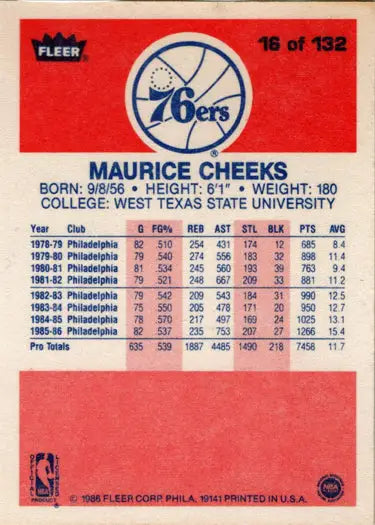 FLEER
16 of 132
76ers
®
MAURICE CHEEKS
BORN: 9/8/56 • HEIGHT: 6'1" • WEIGHT: 180
COLLEGE: WEST TEXAS STATE UNIVERSITY
Year Club G FG% REB AST STL BLK PTS AVG
1978-79 Philadelphia 82 .510 254 431 174 12 685 8.4
1979-80 Philadelphia 79 .540 274 556 183 32 898 11.4
1980-81 Philadelphia 81 .534 245 560 193 39 763 9.4
1981-82 Philadelphia 79 .521 248 667 209 33 881 11.2
1982-83 Philadelphia 79 .542 209 543 184 31 990 12.5
1983-84 Philadelphia 75 .550 205 478 171 20 950 12.7
1984-85 Philadelphia 78 .570 217 497 169 24 1025 13.1
1985-86 Philadelphia 82 .537 235 753 207 27 1266 15.4
Pro Totals 635 .539 1887 4485 1490 218 7458 11.7
OFFICIAL LICENSED PRODUCT
NBA
© 1986 FLEER CORP. PHILA. 19141 PRINTED IN U.S.A.